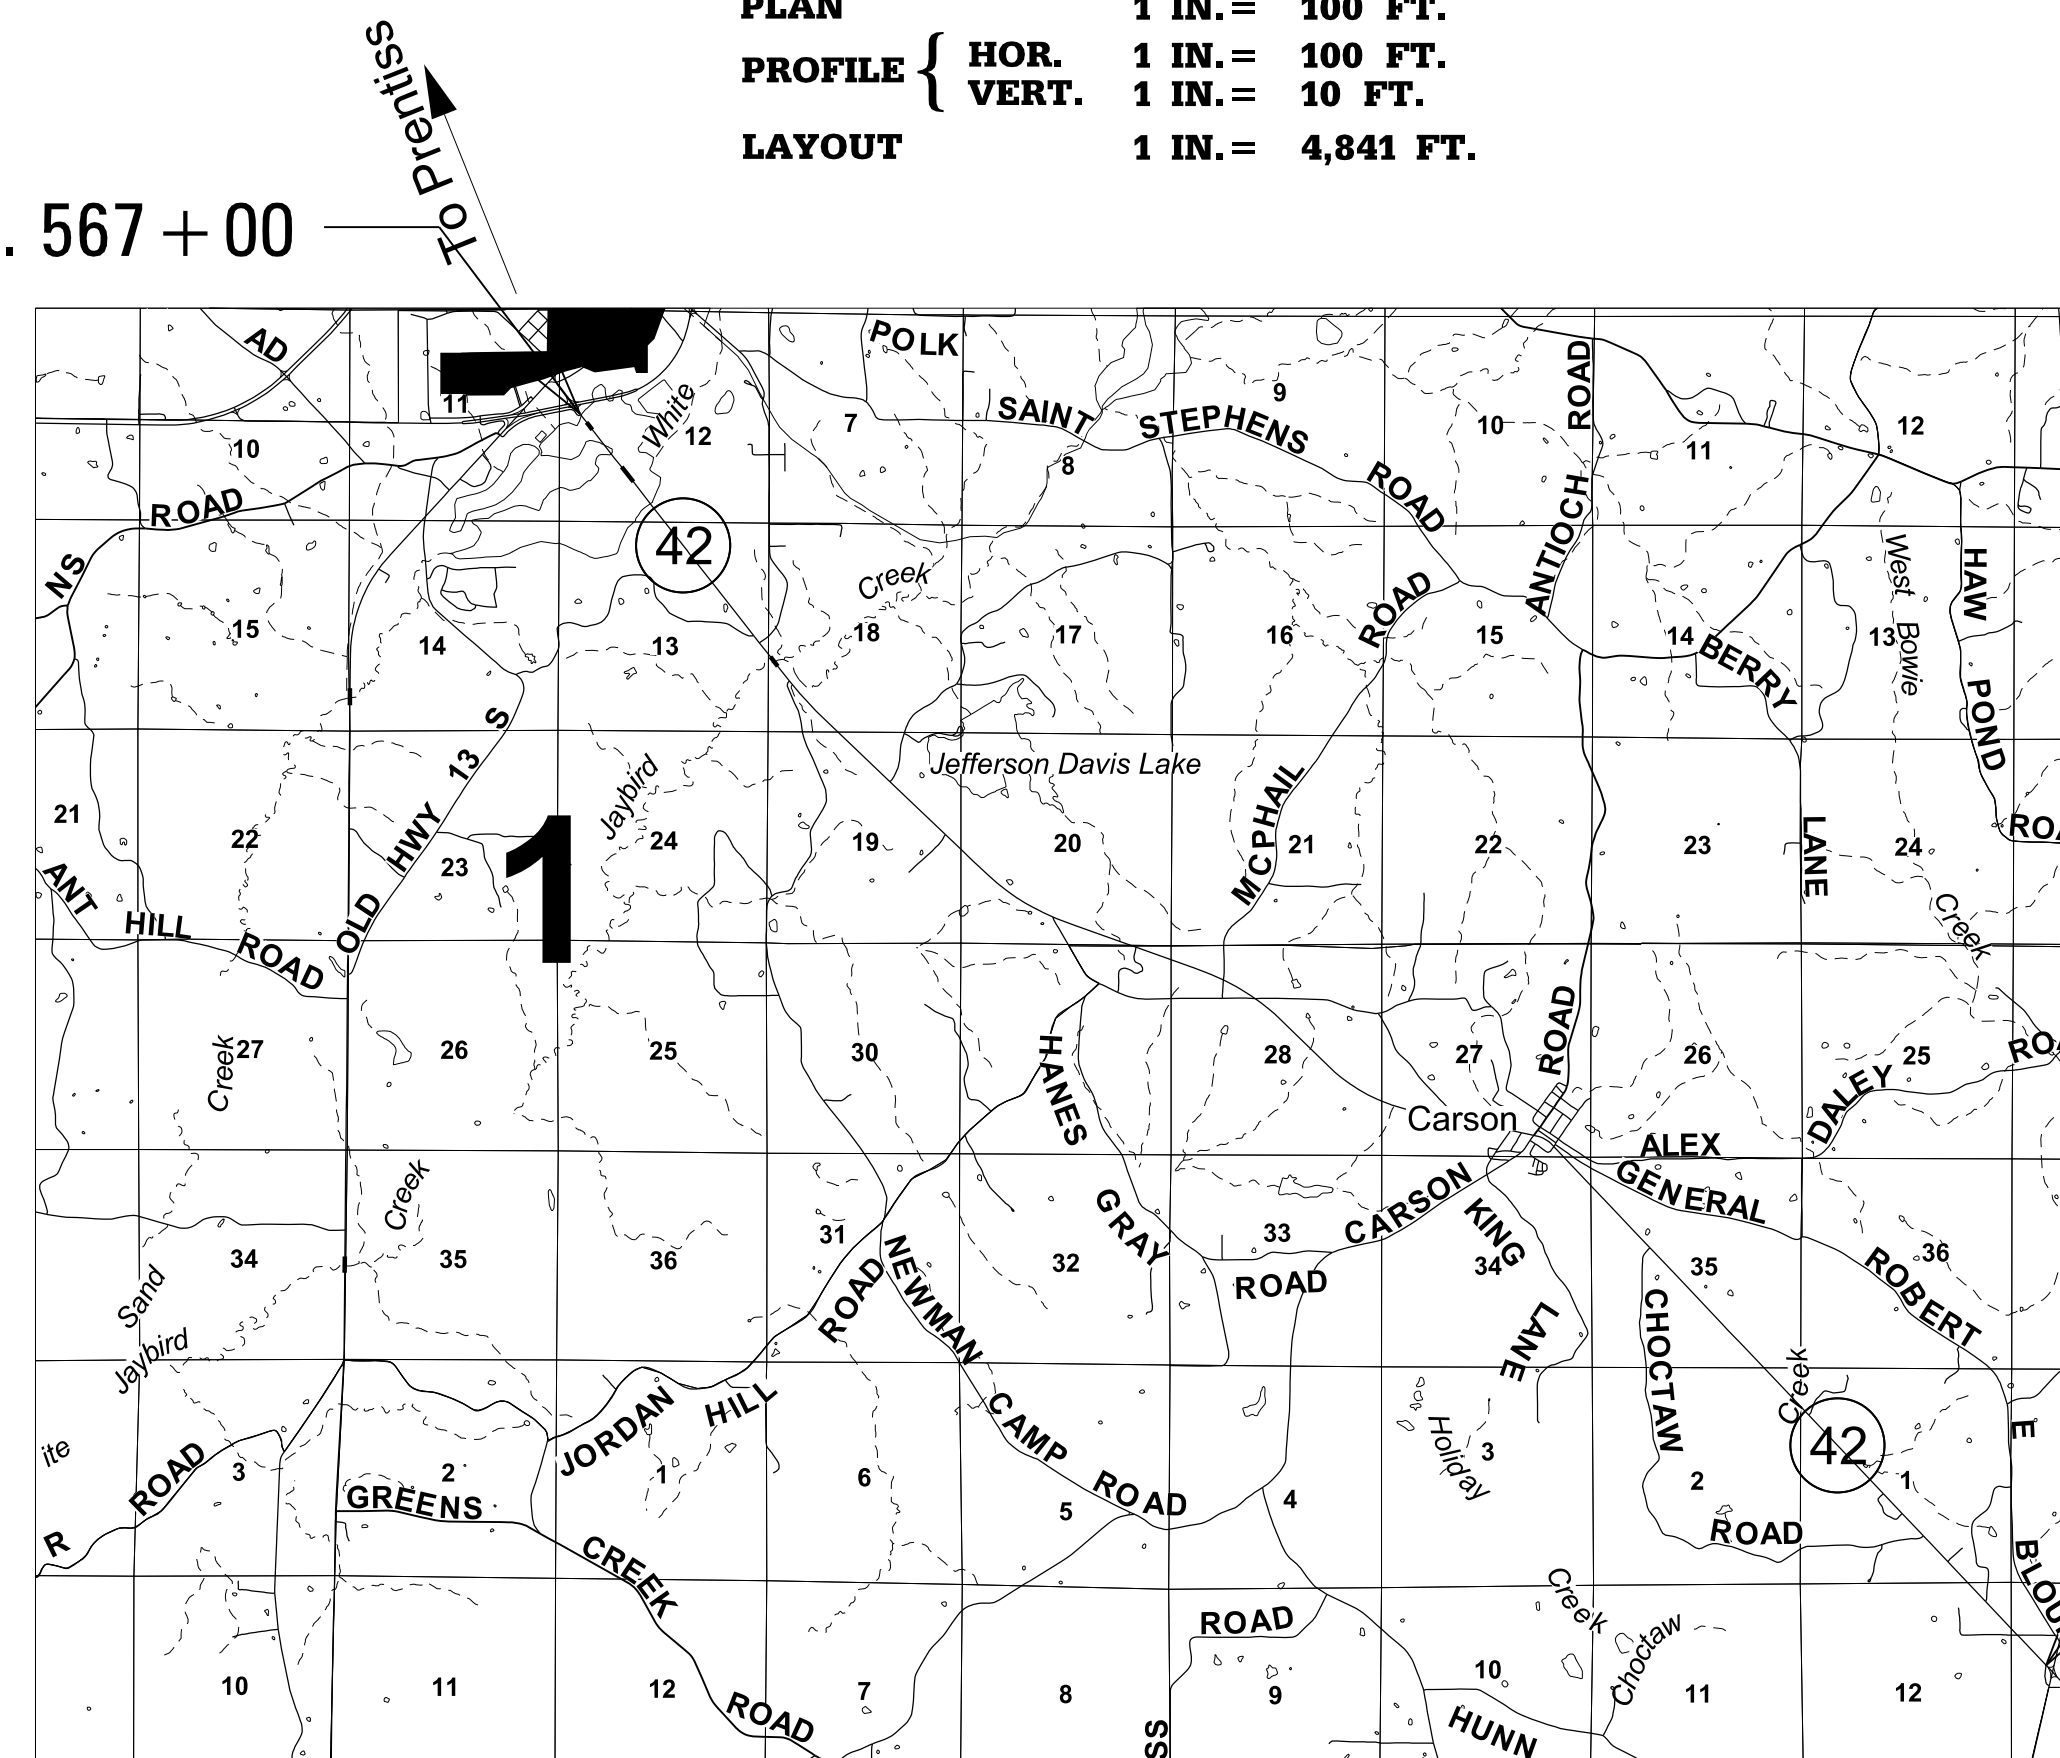 PLAN 1 IN. = 100 FT.
PROFILE { HOR. 1 IN. = 100 FT.
VERT. 1 IN. = 10 FT.
LAYOUT 1 IN. = 4,841 FT.
To Prentiss
. 567 + 00
AD
POLK
11
White
12
7
SAINT STEPHENS ROAD
9
10
ROAD
11
12
10
8
ROAD
42
ANTIOCH
NS
Creek
ROAD
West Bowie
HAW
15
14
13
18
17
16
15
14
13
BERRY
POND
S
13
HWY
OLD
Jaybird
Jefferson Davis Lake
MCPHAIL
21
22
23
1
24
19
20
21
22
23
LANE
24
ROA
ANT HILL ROAD
Creek
Creek
27
26
25
30
HANES
28
27
ROAD
26
25
ROA
DALEY
Carson
ALEX
GENERAL
Creek
Sand
34
35
36
31
32
GRAY
33
CARSON
ROAD
KING
34
LANE
35
ROBERT
36
Jaybird
ROAD
NEWMAN
CHOCTAW
Creek
42
E
ite
ROAD
R
3
2
JORDAN HILL
1
6
CAMP ROAD
5
4
Holiday
3
2
1
ROAD
GREENS
CREEK
ROAD
BLOU
ROAD
Creek
Choctaw
10
11
12
7
8
9
10
11
12
SS
HUNN